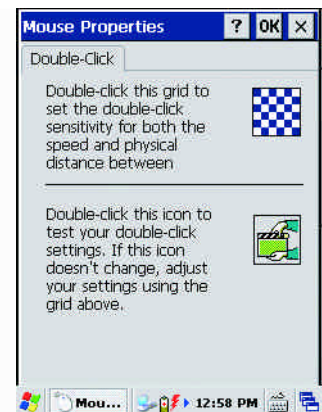 Mouse Properties ? OK ×
Double-Click
Double-click this grid to
set the double-click
sensitivity for both the
speed and physical
distance between
Double-click this icon to
test your double-click
settings. If this icon
doesn't change, adjust
your settings using the
grid above.
Mou... 12:58 PM